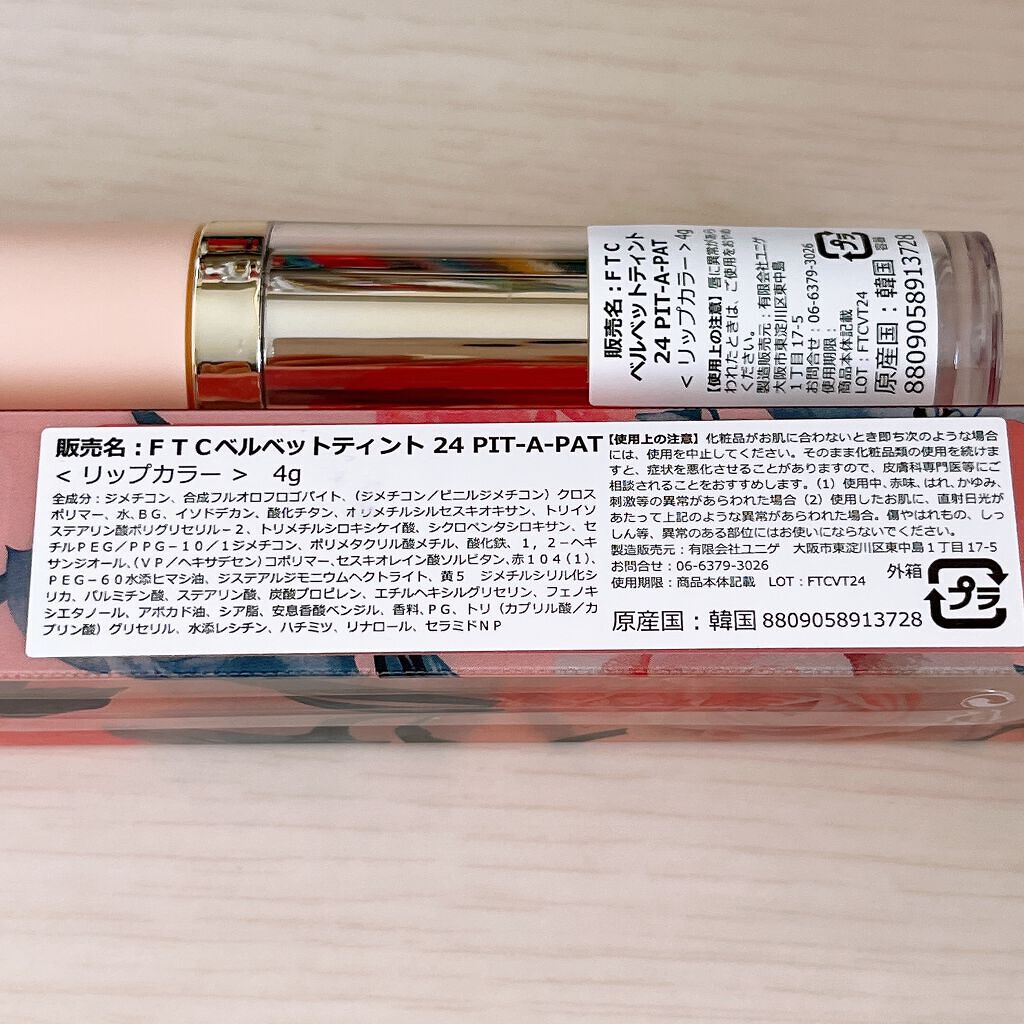 販売名：ＦＴＣ
ベルベットティント
24 PIT-A-PAT
< リップカラー > 4g
【使用上の注意】唇に異常があら
われたときは、ご使用をおやめ
ください。
製造販売元：有限会社ユニゲ
大阪市東淀川区東中島
１丁目17-5
お問合せ：06-6379-3026
使用期限：
商品本体記載
LOT：FTCVT24
原産国：韓国
8809058913728
容器
プラ
販売名：ＦＴＣベルベットティント 24 PIT-A-PAT
< リップカラー > 4g
全成分：ジメチコン、合成フルオロフロゴパイト、（ジメチコン／ビニルジメチコン）クロス
ポリマー、水、ＢＧ、イソドデカン、酸化チタン、オリメチルシルセスキオキサン、トリイソ
ステアリン酸ポリグリセリル－２、トリメチルシロキシケイ酸、シクロペンタシロキサン、セ
チルＰＥＧ／ＰＰＧ－10／１ジメチコン、ポリメタクリル酸メチル、酸化鉄、１，２－ヘキ
サンジオール、（ＶＰ／ヘキサデセン）コポリマー、セスキオレイン酸ソルビタン、赤１０４（１）、
ＰＥＧ－６０水添ヒマシ油、ジステアルジモニウムヘクトライト、黄５　ジメチルシリル化シ
リカ、パルミチン酸、ステアリン酸、炭酸プロピレン、エチルヘキシルグリセリン、フェノキ
シエタノール、アボカド油、シア脂、安息香酸ベンジル、香料、ＰＧ、トリ（カプリル酸／カ
プリン酸）グリセリル、水添レシチン、ハチミツ、リナロール、セラミドＮＰ
【使用上の注意】化粧品がお肌に合わないとき即ち次のような場合
には、使用を中止してください。そのまま化粧品類の使用を続けま
すと、症状を悪化させることがありますので、皮膚科専門医等にご
相談されることをおすすめします。（1）使用中、赤味、はれ、かゆみ、
刺激等の異常があらわれた場合（2）使用したお肌に、直射日光が
あたって上記のような異常があらわれた場合。傷やはれもの、しっ
しん等、異常のある部位にはお使いにならないでください。
製造販売元：有限会社ユニゲ　大阪市東淀川区東中島１丁目17-5
お問合せ：06-6379-3026
使用期限：商品本体記載　LOT：FTCVT24
外箱
プラ
原産国：韓国 8809058913728